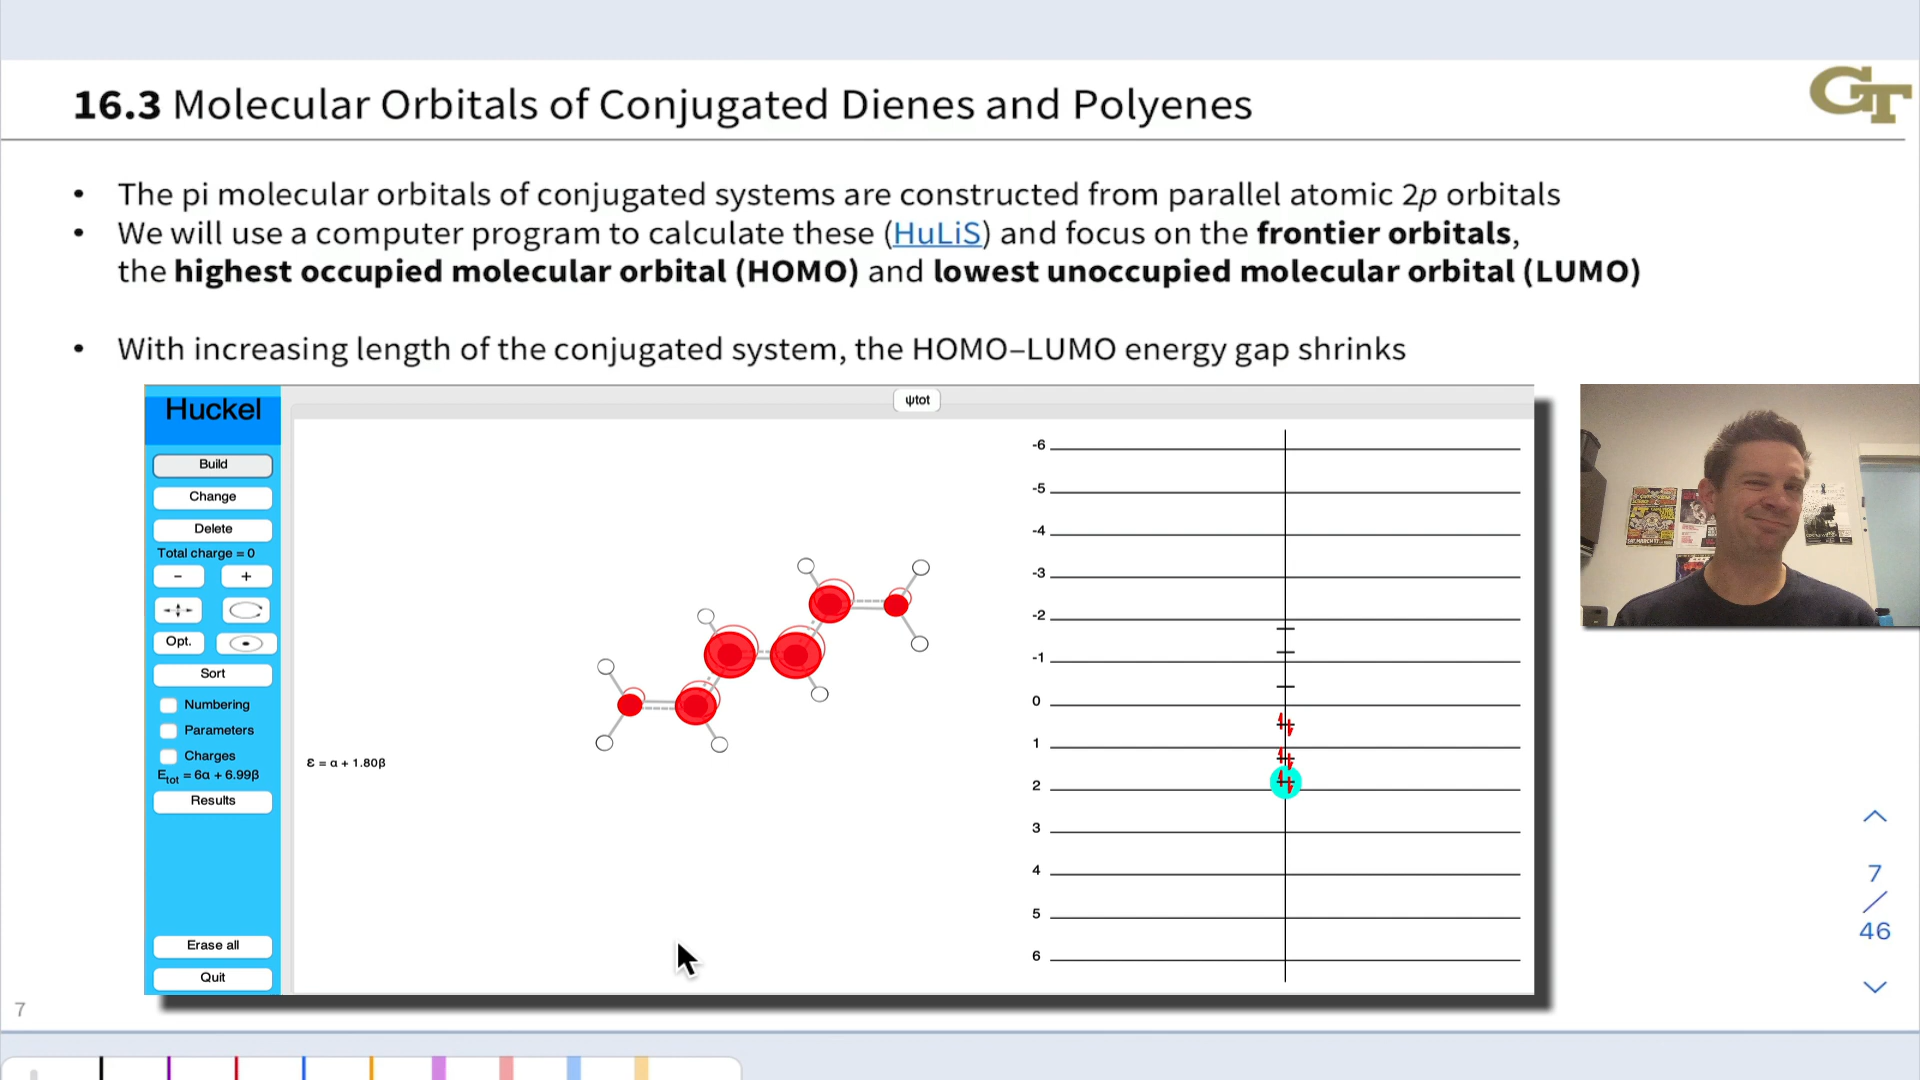 16.3 Molecular Orbitals of Conjugated Dienes and Polyenes
GT
• The pi molecular orbitals of conjugated systems are constructed from parallel atomic 2p orbitals
• We will use a computer program to calculate these (HuLiS) and focus on the frontier orbitals,
the highest occupied molecular orbital (HOMO) and lowest unoccupied molecular orbital (LUMO)
• With increasing length of the conjugated system, the HOMO–LUMO energy gap shrinks
Huckel
Build
Change
Delete
Total charge = 0
- +
Opt.
Sort
Numbering
Parameters
Charges
Etot = 6α + 6.99β
Results
Erase all
Quit
ψtot
ε = α + 1.80β
-6
-5
-4
-3
-2
-1
0
1
2
3
4
5
6
7
/
46
7